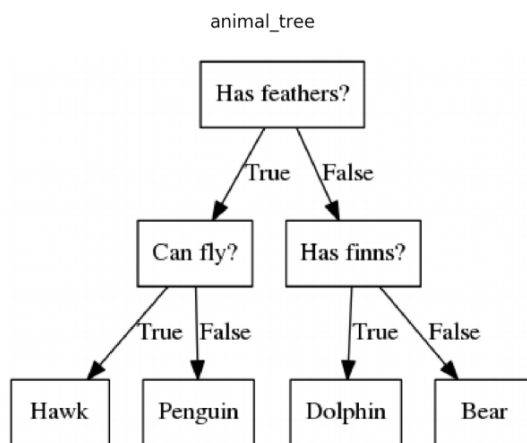 animal_tree
Has feathers?
True False
Can fly? Has finns?
True False True False
Hawk Penguin Dolphin Bear